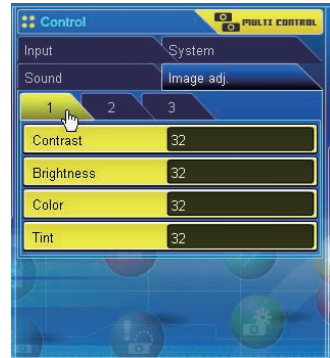 Control
MULTI CONTROL
Input
System
Sound
Image adj.
1 2 3
Contrast 32
Brightness 32
Color 32
Tint 32